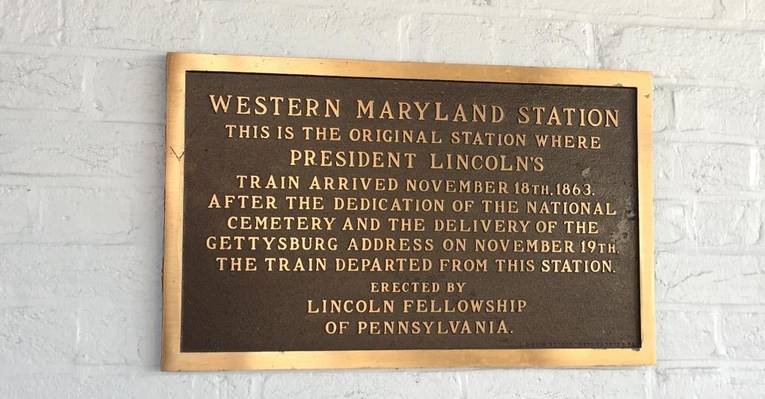 WESTERN MARYLAND STATION
THIS IS THE ORIGINAL STATION WHERE
PRESIDENT LINCOLN'S
TRAIN ARRIVED NOVEMBER 18TH, 1863.
AFTER THE DEDICATION OF THE NATIONAL
CEMETERY AND THE DELIVERY OF THE
GETTYSBURG ADDRESS ON NOVEMBER 19TH.
THE TRAIN DEPARTED FROM THIS STATION.
ERECTED BY
LINCOLN FELLOWSHIP
OF PENNSYLVANIA.